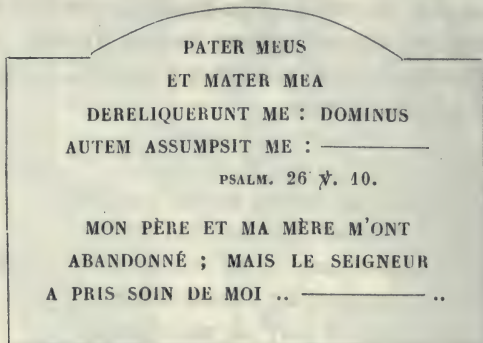 PATER MEUS
ET MATER MEA
DERELIQUERUNT ME : DOMINUS
AUTEM ASSUMPSIT ME : ————
PSALM. 26 ℣. 10.
MON PÈRE ET MA MÈRE M'ONT
ABANDONNÉ ; MAIS LE SEIGNEUR
A PRIS SOIN DE MOI .. ———— ..